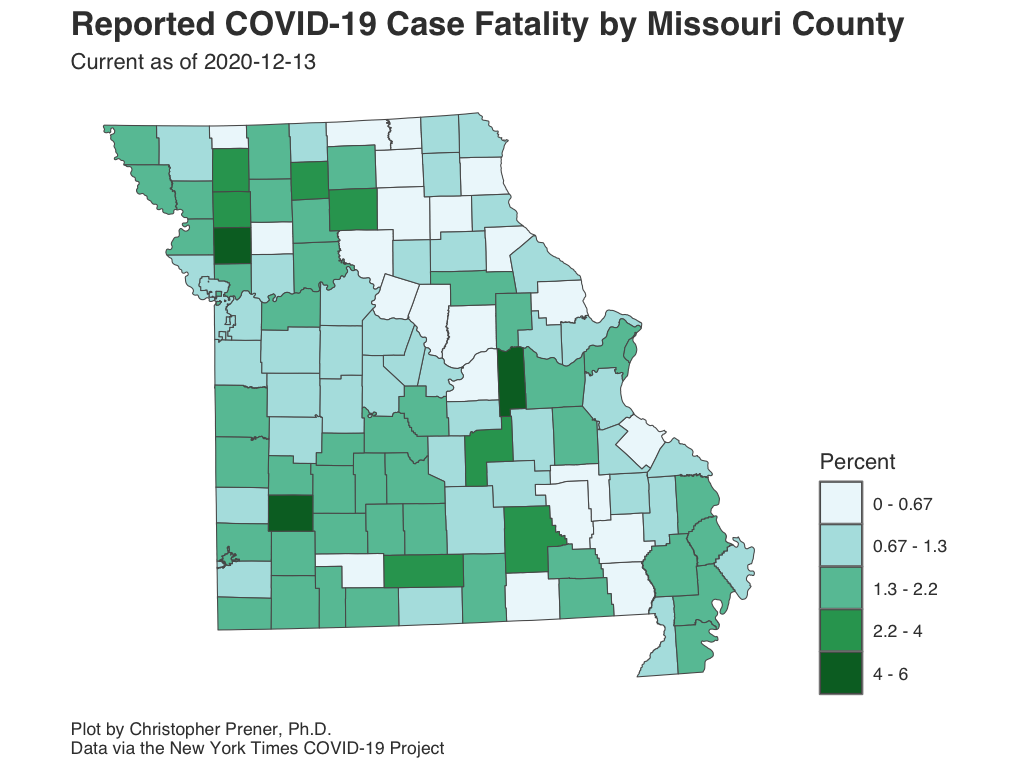 Reported COVID-19 Case Fatality by Missouri County
Current as of 2020-12-13
Percent
0 - 0.67
0.67 - 1.3
1.3 - 2.2
2.2 - 4
4 - 6
Plot by Christopher Prener, Ph.D.
Data via the New York Times COVID-19 Project